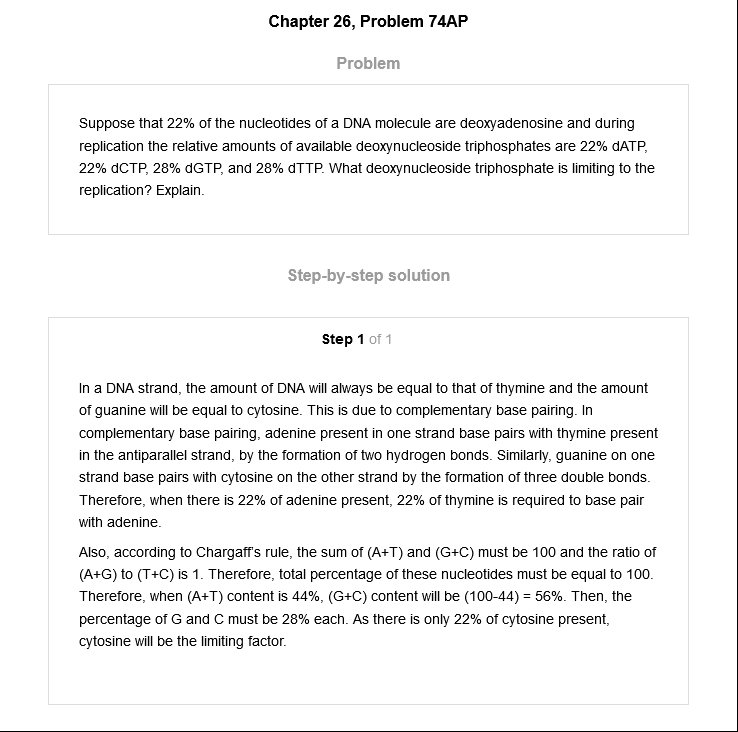 Chapter 26, Problem 74AP
Problem
Suppose that 22% of the nucleotides of a DNA molecule are deoxyadenosine and during
replication the relative amounts of available deoxynucleoside triphosphates are 22% dATP,
22% dCTP, 28% dGTP, and 28% dTTP. What deoxynucleoside triphosphate is limiting to the
replication? Explain.
Step-by-step solution
Step 1 of 1
In a DNA strand, the amount of DNA will always be equal to that of thymine and the amount
of guanine will be equal to cytosine. This is due to complementary base pairing. In
complementary base pairing, adenine present in one strand base pairs with thymine present
in the antiparallel strand, by the formation of two hydrogen bonds. Similarly, guanine on one
strand base pairs with cytosine on the other strand by the formation of three double bonds.
Therefore, when there is 22% of adenine present, 22% of thymine is required to base pair
with adenine.
Also, according to Chargaff's rule, the sum of (A+T) and (G+C) must be 100 and the ratio of
(A+G) to (T+C) is 1. Therefore, total percentage of these nucleotides must be equal to 100.
Therefore, when (A+T) content is 44%, (G+C) content will be (100-44) = 56%. Then, the
percentage of G and C must be 28% each. As there is only 22% of cytosine present,
cytosine will be the limiting factor.